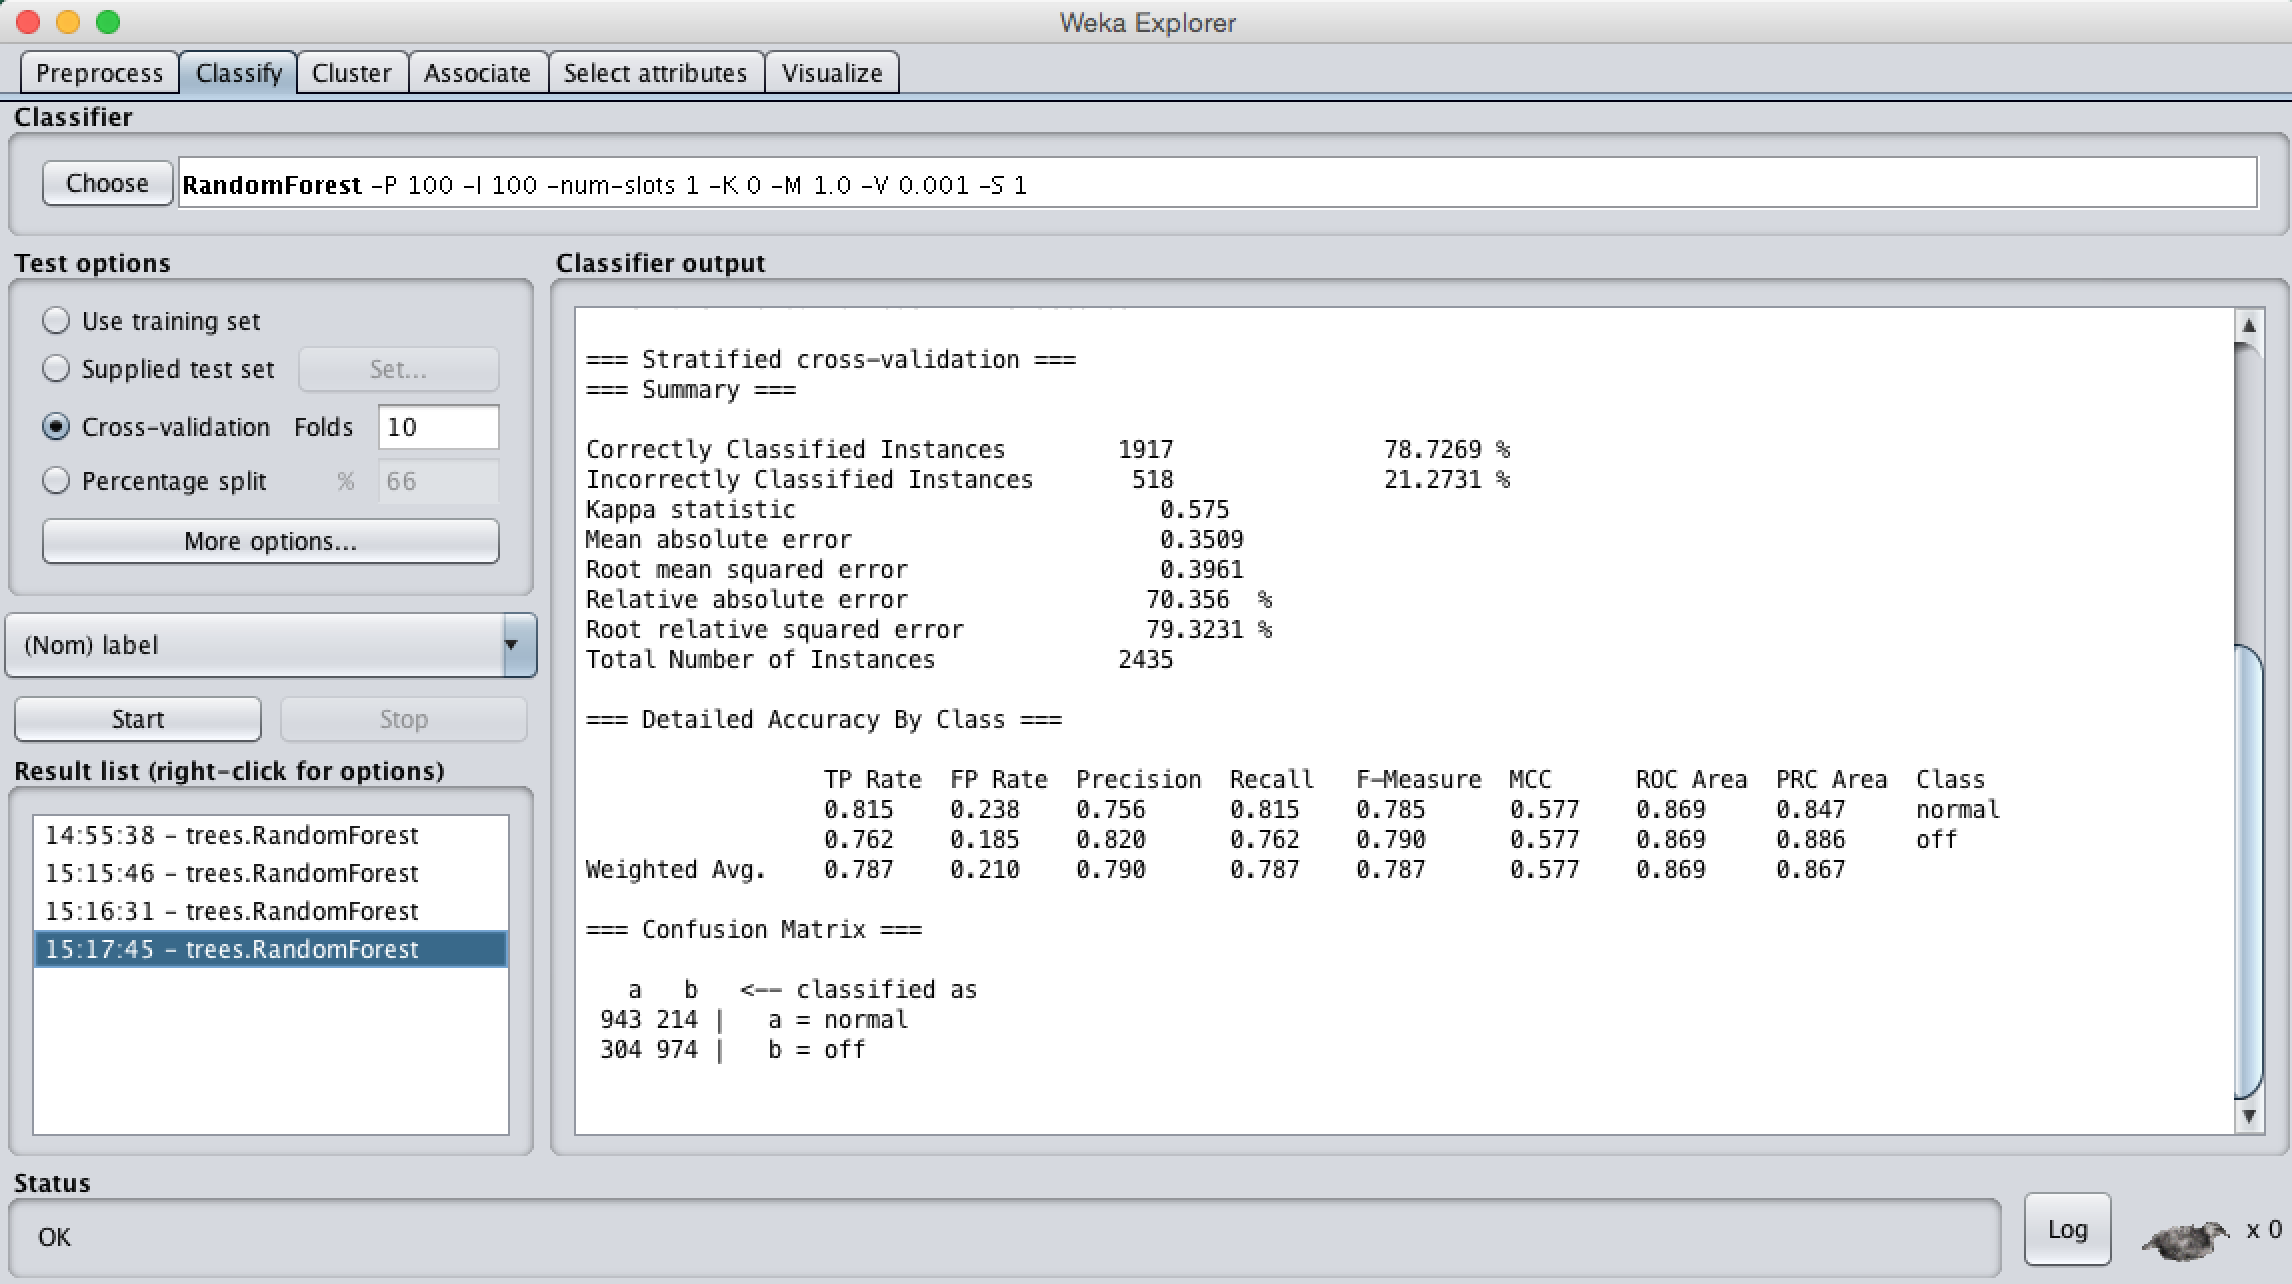 Weka Explorer
Preprocess Classify Cluster Associate Select attributes Visualize
Classifier
Choose RandomForest -P 100 -I 100 -num-slots 1 -K 0 -M 1.0 -V 0.001 -S 1
Test options
Use training set
Supplied test set Set...
Cross-validation Folds 10
Percentage split % 66
More options...
(Nom) label
Start Stop
Result list (right-click for options)
14:55:38 - trees.RandomForest
15:15:46 - trees.RandomForest
15:16:31 - trees.RandomForest
15:17:45 - trees.RandomForest
Classifier output
=== Stratified cross-validation ===
=== Summary ===
Correctly Classified Instances 1917 78.7269 %
Incorrectly Classified Instances 518 21.2731 %
Kappa statistic 0.575
Mean absolute error 0.3509
Root mean squared error 0.3961
Relative absolute error 70.356 %
Root relative squared error 79.3231 %
Total Number of Instances 2435
=== Detailed Accuracy By Class ===
TP Rate FP Rate Precision Recall F-Measure MCC ROC Area PRC Area Class
0.815 0.238 0.756 0.815 0.785 0.577 0.869 0.847 normal
0.762 0.185 0.820 0.762 0.790 0.577 0.869 0.886 off
Weighted Avg. 0.787 0.210 0.790 0.787 0.787 0.577 0.869 0.867
=== Confusion Matrix ===
a b <-- classified as
943 214 | a = normal
304 974 | b = off
Status
OK
Log x 0